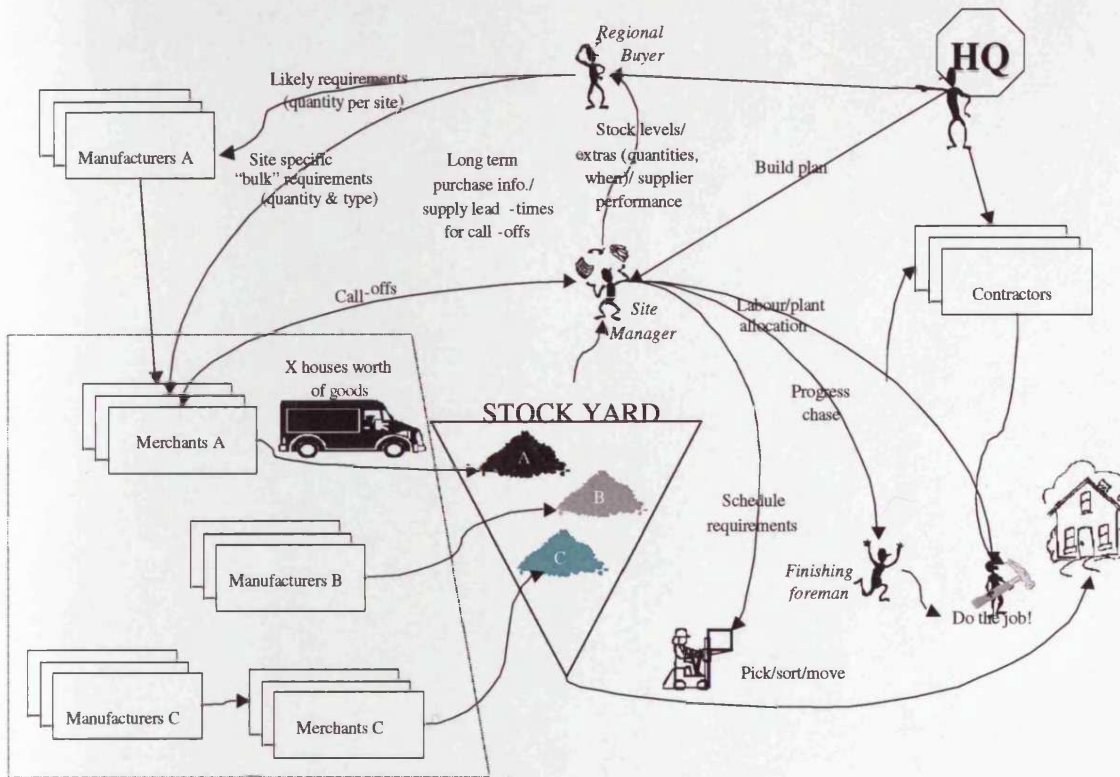 Regional
Buyer
HQ
Likely requirements
(quantity per site)
Manufacturers A
Site specific
“bulk” requirements
(quantity & type)
Long term
purchase info./
supply lead -times
for call -offs
Stock levels/
extras (quantities,
when)/ supplier
performance
Build plan
Contractors
Call-offs
Site
Manager
Labour/plant
allocation
X houses worth
of goods
Merchants A
STOCK YARD
Progress
chase
A
B
C
Schedule
requirements
Manufacturers B
Finishing
foreman
Do the job!
Pick/sort/move
Manufacturers C
Merchants C